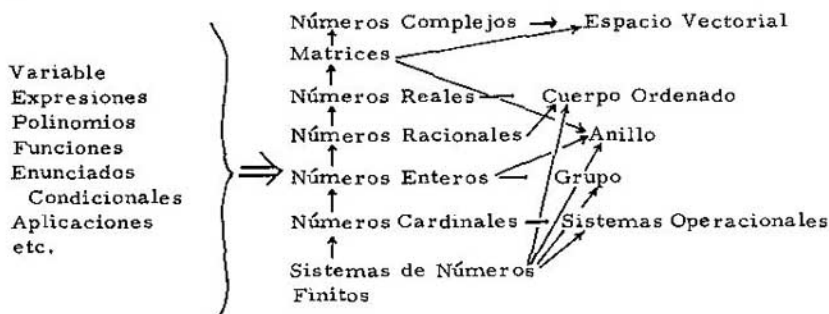 Variable
Expresiones
Polinomios
Funciones
Enunciados
Condicionales
Aplicaciones
etc.
Números Complejos
Espacio Vectorial
Matrices
Números Reales
Cuerpo Ordenado
Números Racionales
Anillo
Números Enteros
Grupo
Números Cardinales
Sistemas Operacionales
Sistemas de Números
Finitos